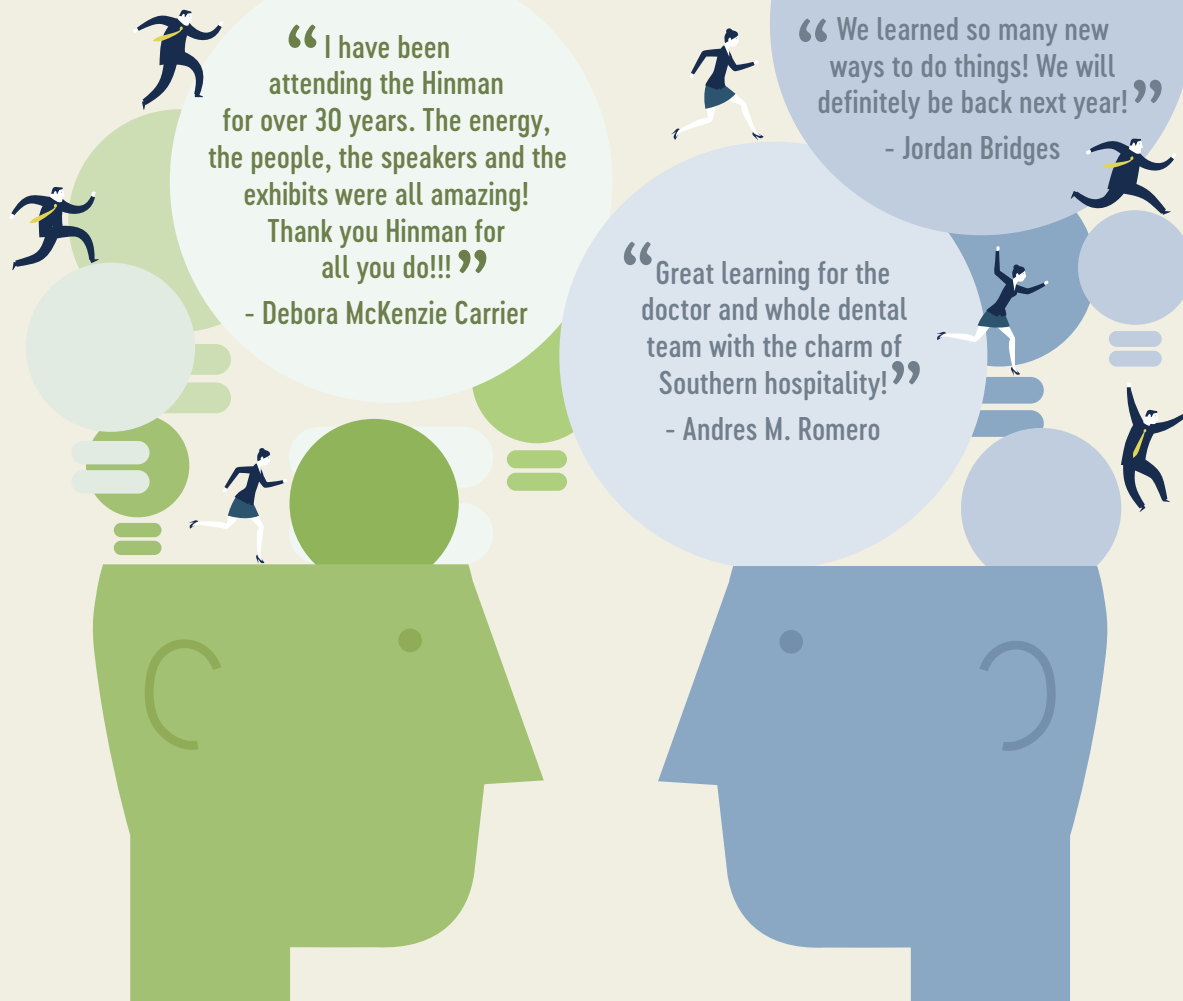 “ I have been
attending the Hinman
for over 30 years. The energy,
the people, the speakers and the
exhibits were all amazing!
Thank you Hinman for
all you do!!! ”
- Debora McKenzie Carrier
“ We learned so many new
ways to do things! We will
definitely be back next year! ”
- Jordan Bridges
“ Great learning for the
doctor and whole dental
team with the charm of
Southern hospitality! ”
- Andres M. Romero